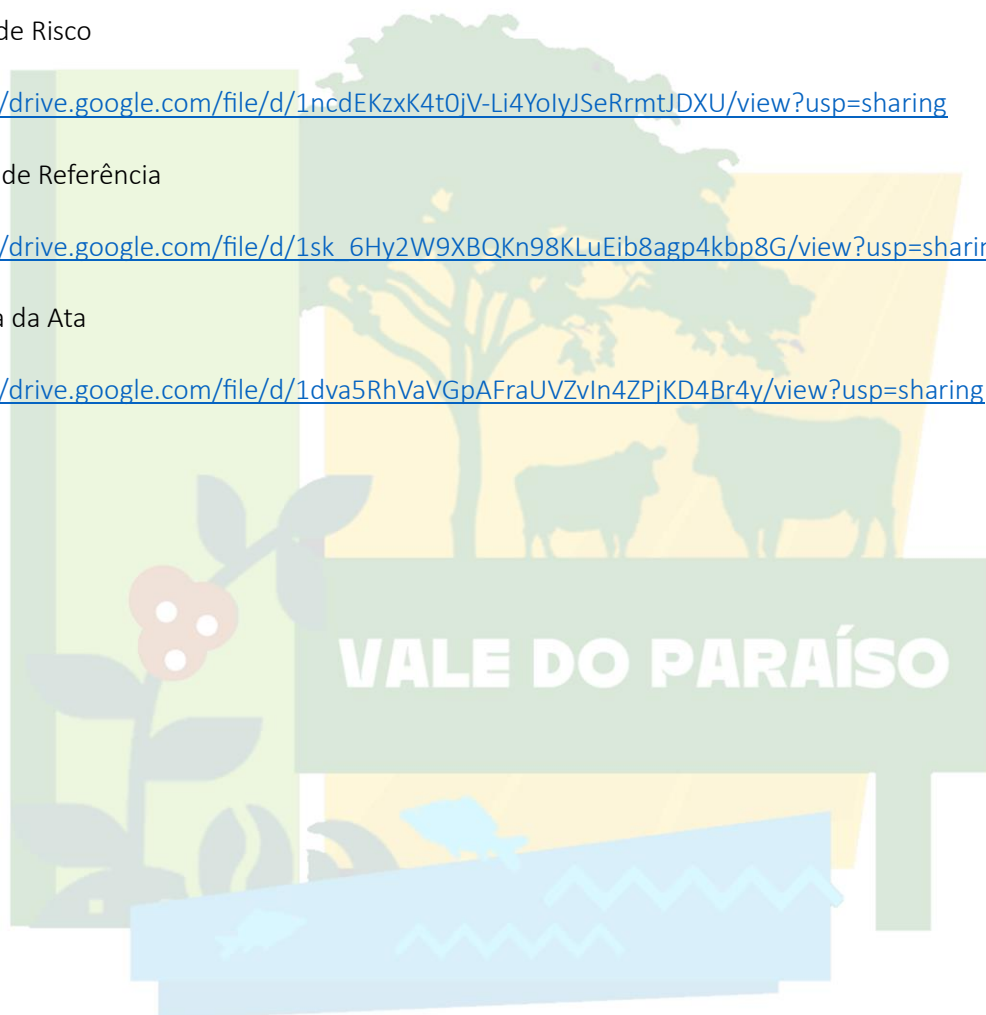 de Risco
/drive.google.com/file/d/1ncdEKzxK4t0jV-Li4YoIyJSeRrmtJDXU/view?usp=sharing
de Referência
/drive.google.com/file/d/1sk_6Hy2W9XBQKn98KLuEib8agp4kbp8G/view?usp=sharin
a da Ata
/drive.google.com/file/d/1dva5RhVaVGpAFraUVZvIn4ZPjKD4Br4y/view?usp=sharing
VALE DO PARAÍSO